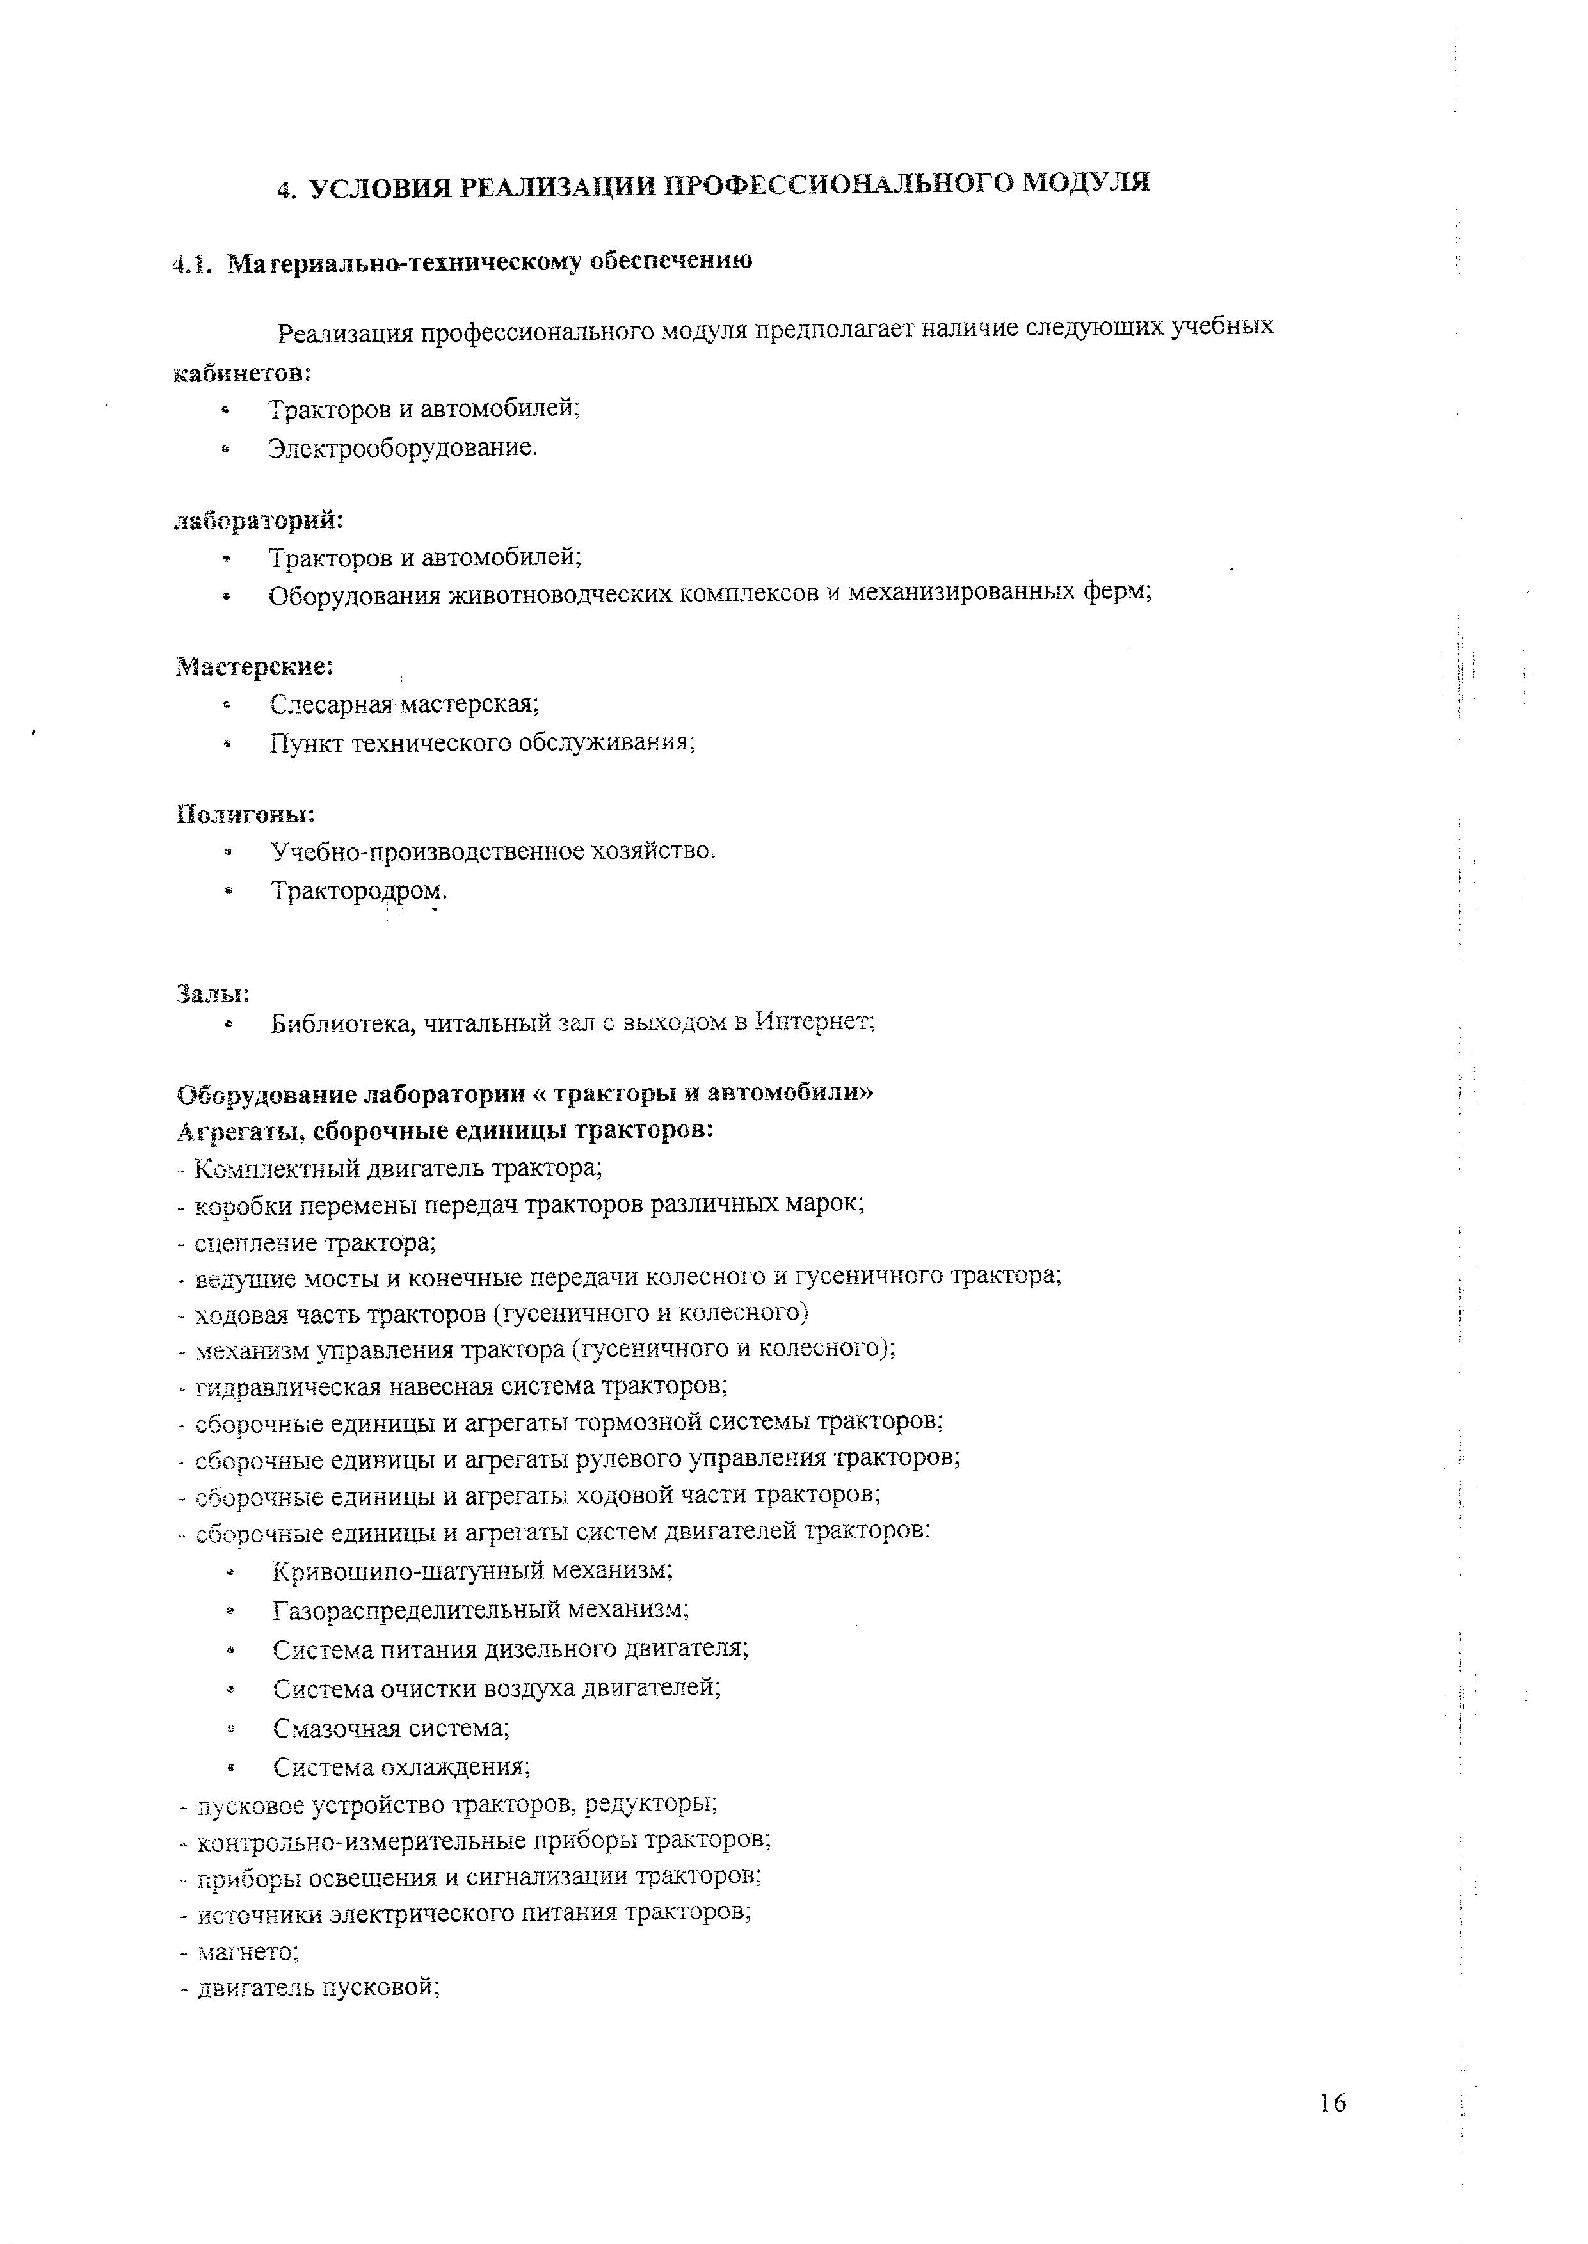 4. УСЛОВИЯ РЕАЛИЗАЦИИ ПРОФЕССИОНАЛЬНОГО МОДУЛЯ
4.1. Материально-техническому обеспечению
Реализация профессионального модуля предполагает наличие следующих учебных
кабинетов:
• Тракторов и автомобилей;
• Электрооборудование.
лабораторий:
• Тракторов и автомобилей;
• Оборудования животноводческих комплексов и механизированных ферм;
Мастерские:
• Слесарная мастерская;
• Пункт технического обслуживания;
Полигоны:
• Учебно-производственное хозяйство.
• Трактородром.
Залы:
• Библиотека, читальный зал с выходом в Интернет;
Оборудование лаборатории « тракторы и автомобили»
Агрегаты, сборочные единицы тракторов:
- Комплектный двигатель трактора;
- коробки перемены передач тракторов различных марок;
- сцепление трактора;
- ведущие мосты и конечные передачи колесного и гусеничного трактора;
- ходовая часть тракторов (гусеничного и колесного)
- механизм управления трактора (гусеничного и колесного);
- гидравлическая навесная система тракторов;
- сборочные единицы и агрегаты тормозной системы тракторов;
- сборочные единицы и агрегаты рулевого управления тракторов;
- сборочные единицы и агрегаты ходовой части тракторов;
- сборочные единицы и агрегаты систем двигателей тракторов:
• Кривошипо-шатунный механизм;
• Газораспределительный механизм;
• Система питания дизельного двигателя;
• Система очистки воздуха двигателей;
• Смазочная система;
• Система охлаждения;
- пусковое устройство тракторов, редукторы;
- контрольно-измерительные приборы тракторов;
- приборы освещения и сигнализации тракторов;
- источники электрического питания тракторов;
- магнето;
- двигатель пусковой;
16